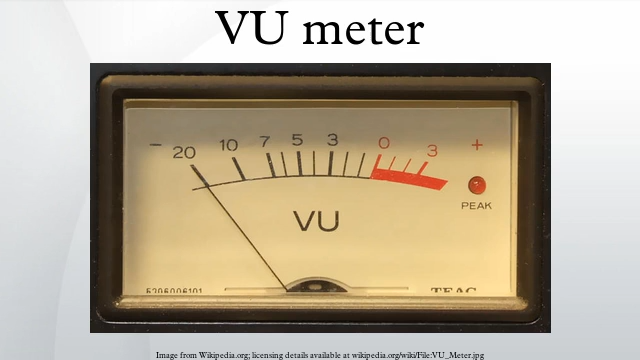 VU meter
− 20 10 7 5 3 0 3 +
PEAK
VU
5206006101 TEAC
Image from Wikipedia.org; licensing details available at wikipedia.org/wiki/File:VU_Meter.jpg